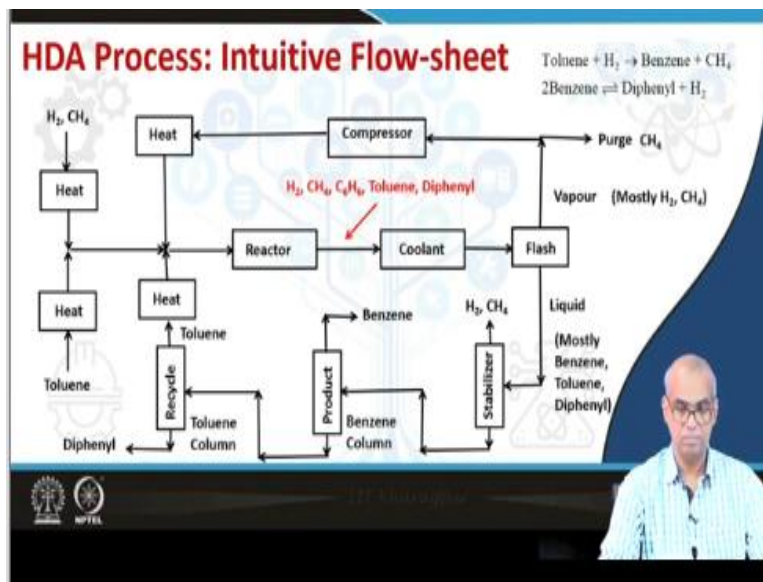 HDA Process: Intuitive Flow-sheet
Toluene + H₂ → Benzene + CH₄
2Benzene ⇌ Diphenyl + H₂
H₂, CH₄
Heat
Compressor
Purge CH₄
Heat
H₂, CH₄, C₆H₆, Toluene, Diphenyl
Vapour (Mostly H₂, CH₄)
Reactor
Coolant
Flash
Heat
Heat
Toluene
Benzene
H₂, CH₄
Liquid
(Mostly
Benzene,
Toluene,
Diphenyl)
Toluene
Recycle
Toluene
Column
Product
Benzene
Column
Stabilizer
Diphenyl
NPTEL